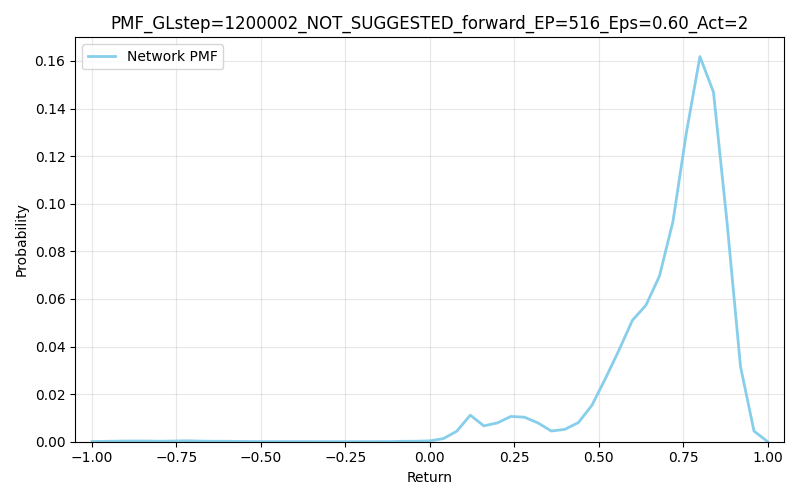 PMF_GLstep=1200002_NOT_SUGGESTED_forward_EP=516_Eps=0.60_Act=2
Network PMF
0.16
0.14
0.12
0.10
0.08
0.06
0.04
0.02
0.00
Probability
−1.00 −0.75 −0.50 −0.25 0.00 0.25 0.50 0.75 1.00
Return